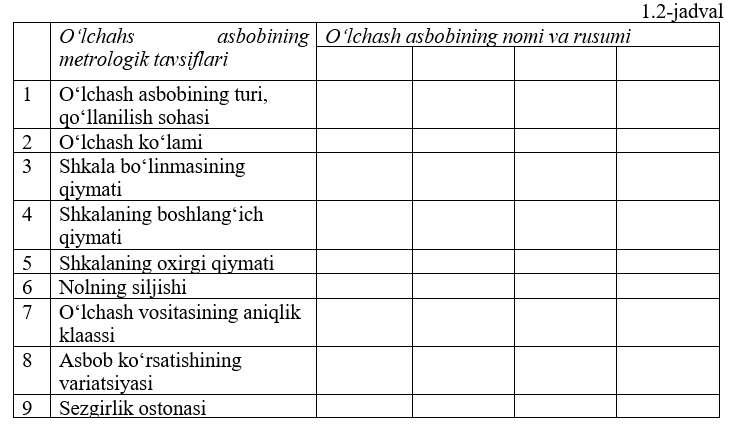 1.2-jadval
O‘lchahs asbobining O‘lchash asbobining nomi va rusumi
metrologik tavsiflari
1 O‘lchash asbobining turi,
qo‘llanilish sohasi
2 O‘lchash ko‘lami
3 Shkala bo‘linmasining
qiymati
4 Shkalaning boshlang‘ich
qiymati
5 Shkalaning oxirgi qiymati
6 Nolning siljishi
7 O‘lchash vositasining aniqlik
klaassi
8 Asbob ko‘rsatishining
variatsiyasi
9 Sezgirlik ostonasi